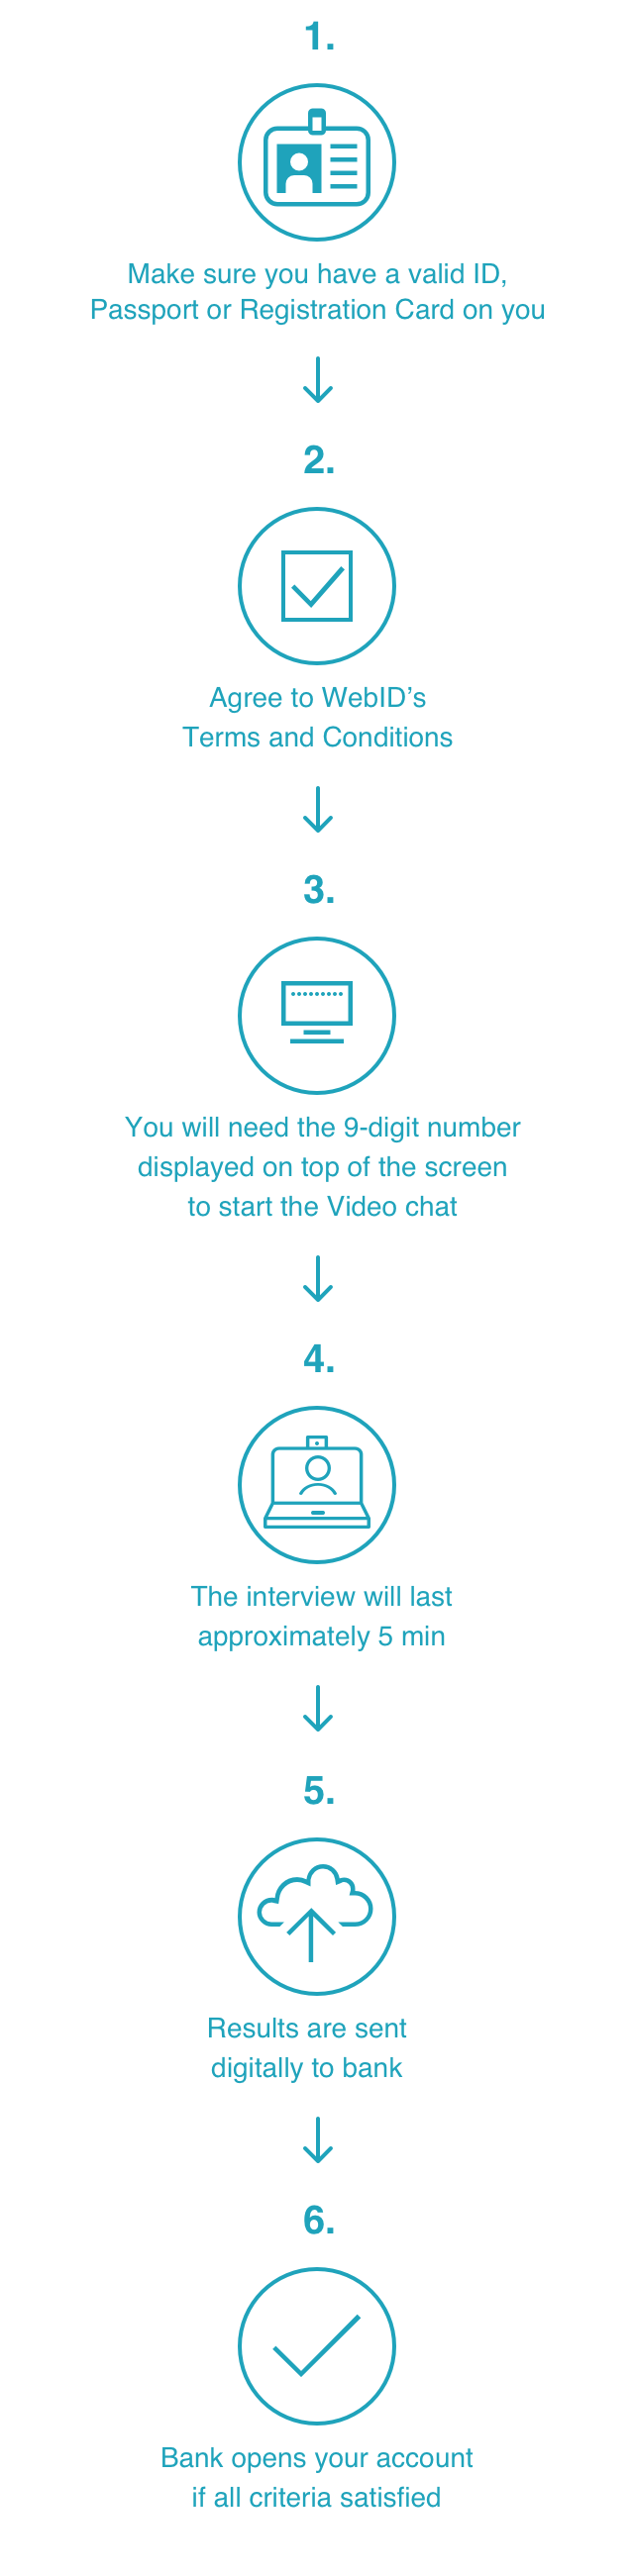 1.
Make sure you have a valid ID,
Passport or Registration Card on you
2.
Agree to WebID’s
Terms and Conditions
3.
You will need the 9-digit number
displayed on top of the screen
to start the Video chat
4.
The interview will last
approximately 5 min
5.
Results are sent
digitally to bank
6.
Bank opens your account
if all criteria satisfied